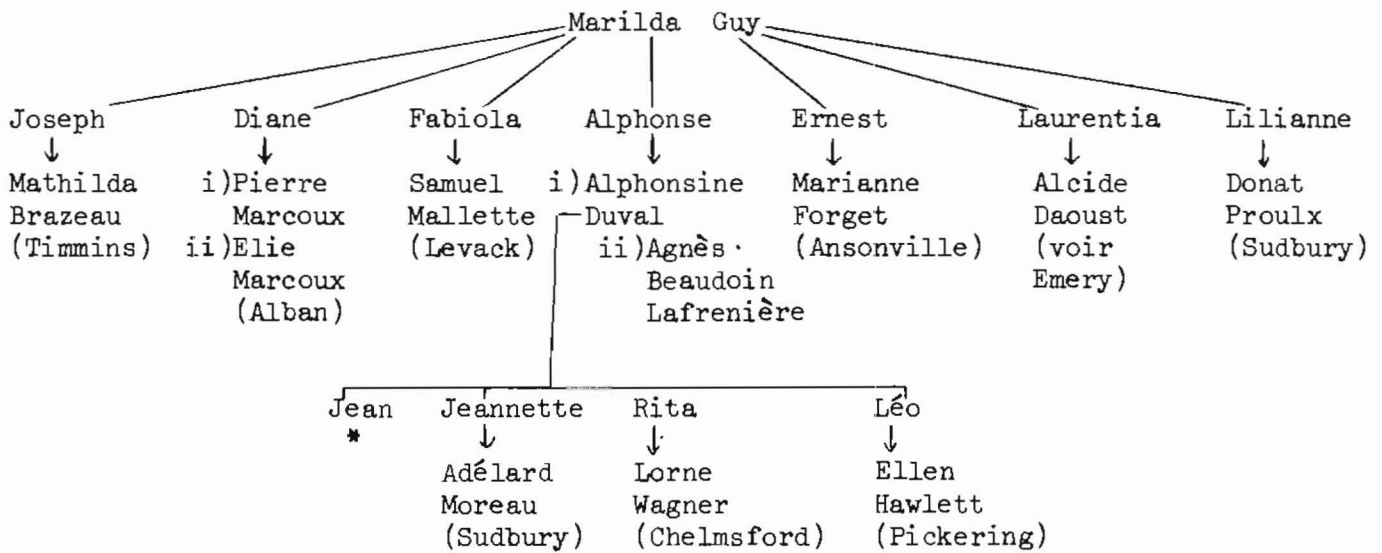 Marilda Guy
Joseph Diane Fabiola Alphonse Ernest Laurentia Lilianne
Mathilda i)Pierre Samuel i)Alphonsine Marianne Alcide Donat
Brazeau Marcoux Mallette Duval Forget Daoust Proulx
(Timmins) ii)Elie (Levack) ii)Agnès (Ansonville) (voir (Sudbury)
Marcoux Beaudoin Emery)
(Alban) Lafrenière
Jean Jeannette Rita Léo
*
Adélard Lorne Ellen
Moreau Wagner Hawlett
(Sudbury) (Chelmsford) (Pickering)